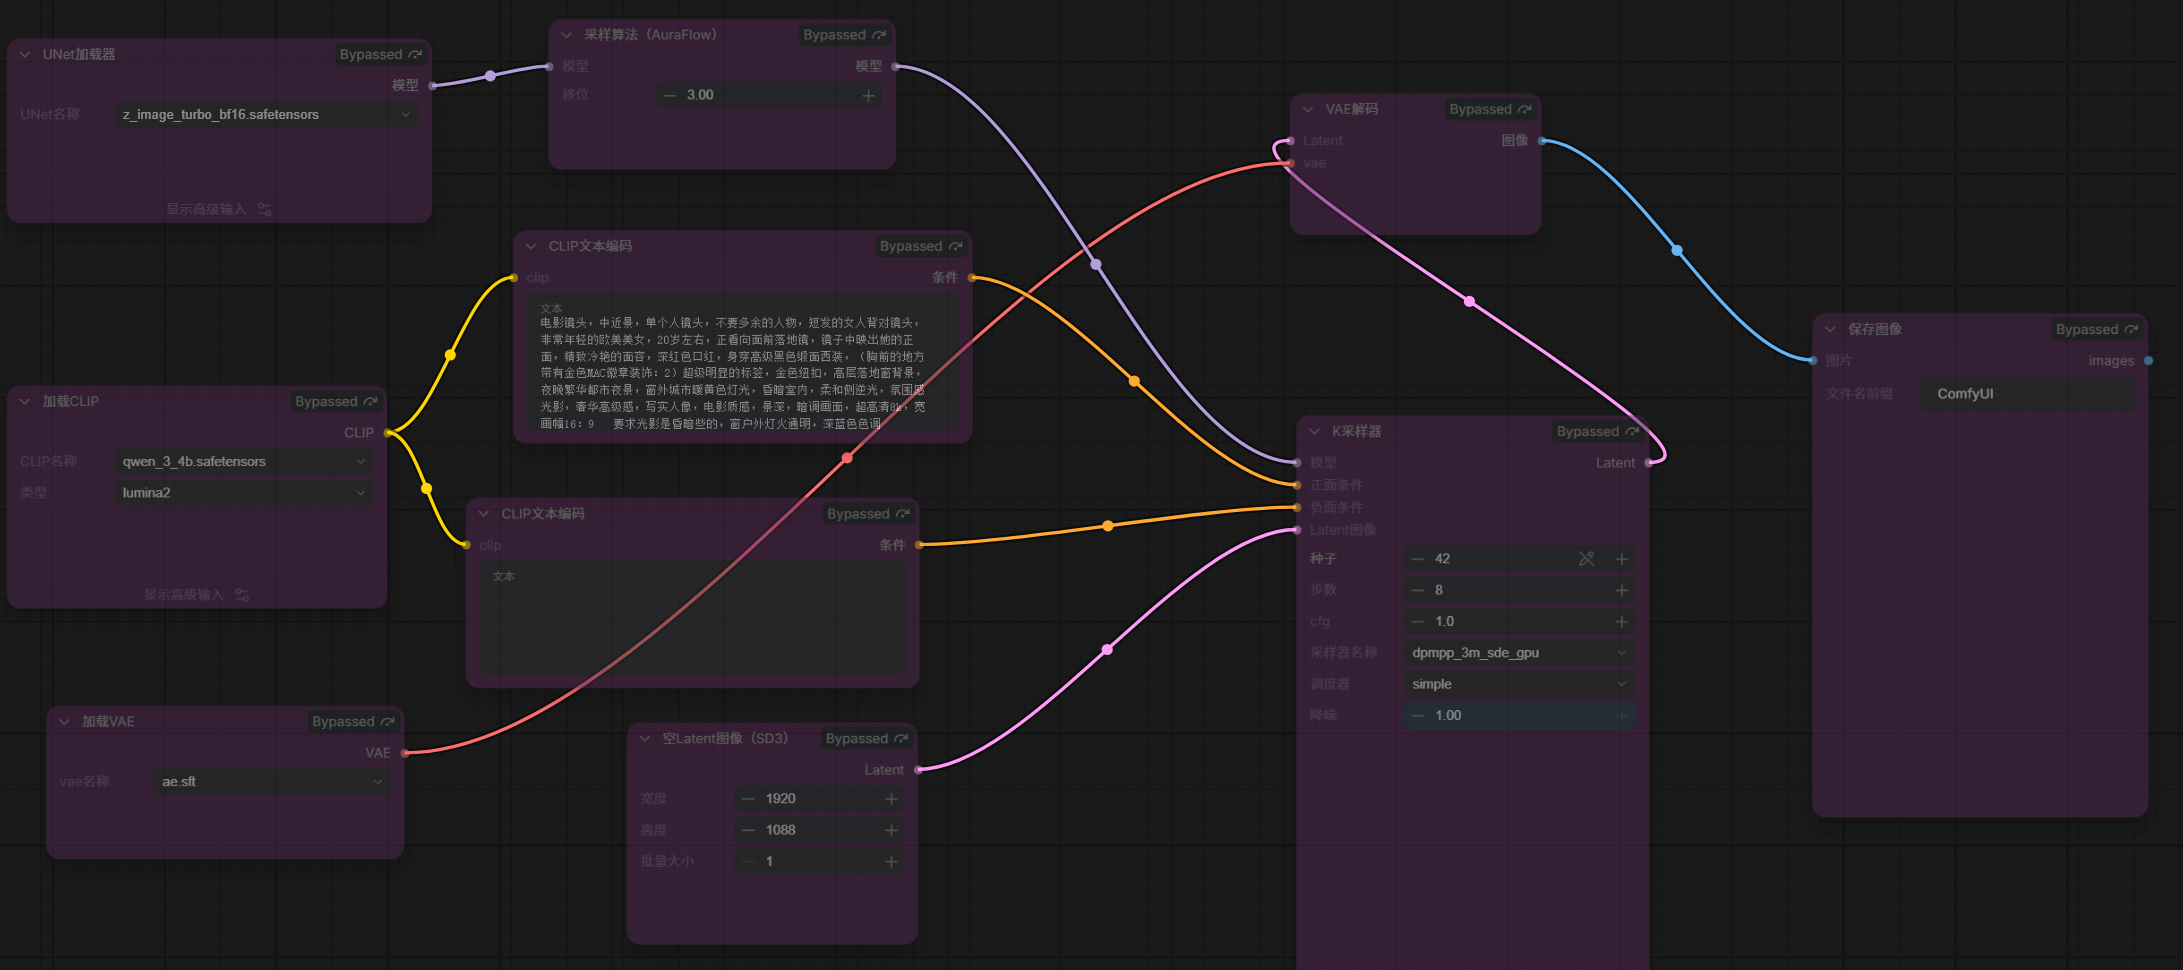 UNet加载器 Bypassed
模型
UNet名称 z_image_turbo_bf16.safetensors
显示高级输入
采样算法（AuraFlow） Bypassed
模型 模型
移位 3.00
CLIP文本编码 Bypassed
clip 条件
文本
电影镜头，中近景，单个人镜头，不要多余的人物，短发的女人背对镜头，
非常年轻的欧美美女，20岁左右，正看向面前落地镜，镜子中映出她的正
面，精致冷艳的面容，深红色口红，身穿高级黑色缎面西装，（胸前的地方
带有金色MAC徽章装饰：2）超级明显的标签，金色纽扣，高层落地窗背景，
夜晚繁华都市夜景，窗外城市暖黄色灯光，昏暗室内，柔和侧逆光，氛围感
光影，奢华高级感，写实人像，电影质感，景深，暗调画面，超高清8k，宽
画幅16：9 要求光影是昏暗些的，窗户外灯火通明，深蓝色色调
加载CLIP Bypassed
CLIP
CLIP名称 qwen_3_4b.safetensors
类型 lumina2
显示高级输入
CLIP文本编码 Bypassed
clip 条件
文本
加载VAE Bypassed
VAE
vae名称 ae.sft
空Latent图像（SD3） Bypassed
Latent
宽度 1920
高度 1088
批量大小 1
VAE解码 Bypassed
Latent 图像
vae
K采样器 Bypassed
模型 Latent
正面条件
负面条件
Latent图像
种子 42
步数 8
cfg 1.0
采样器名称 dpmpp_3m_sde_gpu
调度器 simple
降噪 1.00
保存图像 Bypassed
图片 images
文件名前缀 ComfyUI